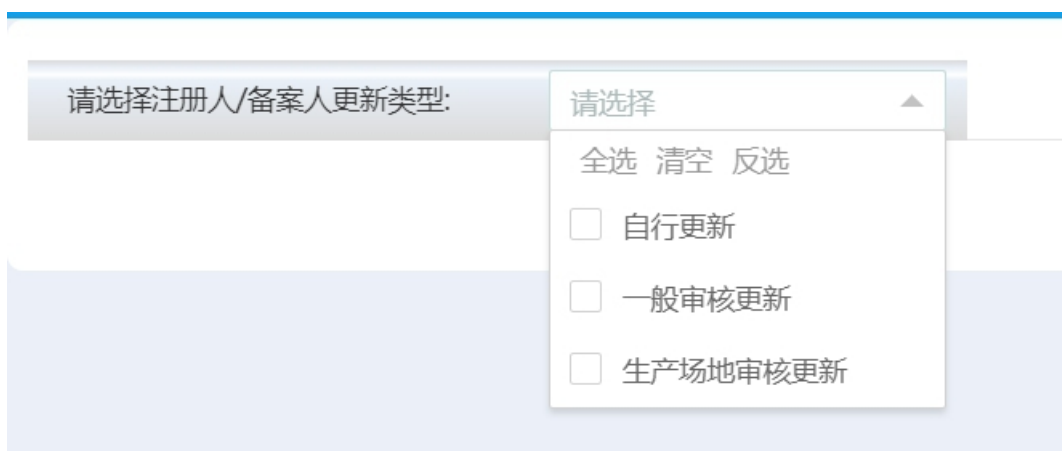 请选择注册人/备案人更新类型: 请选择
全选 清空 反选
自行更新
一般审核更新
生产场地审核更新